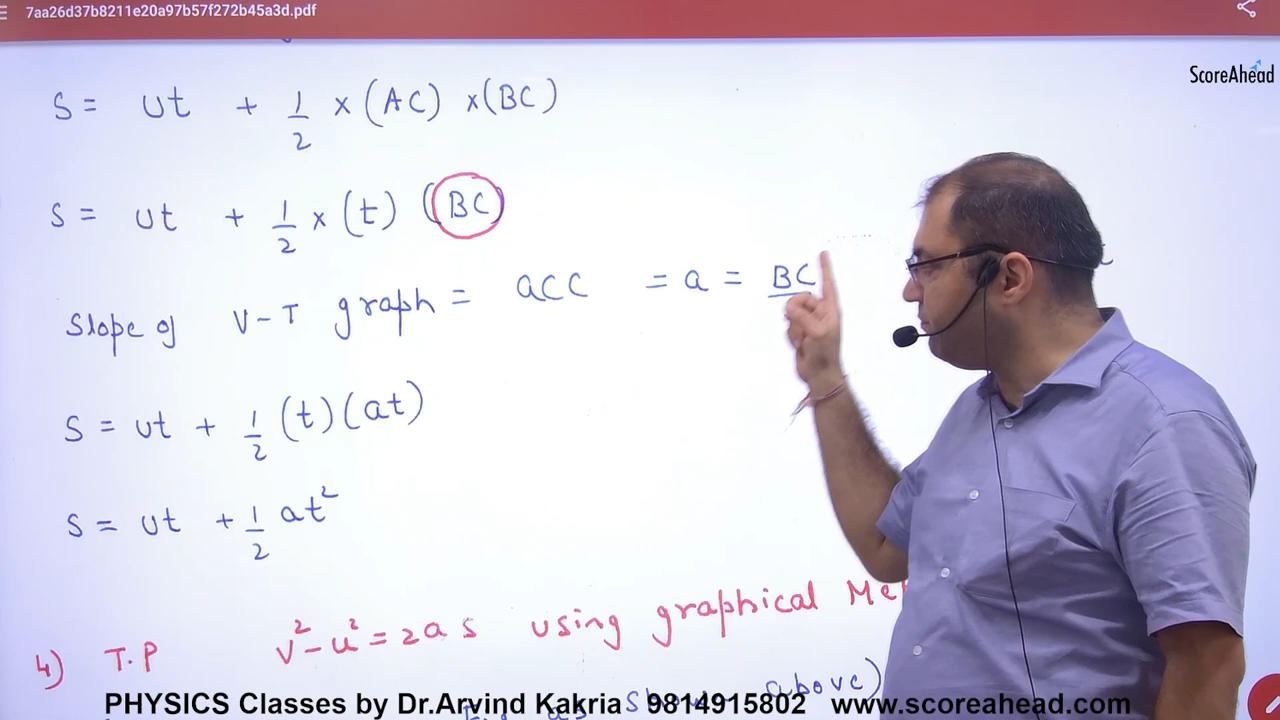 7aa26d37b8211e20a97b57f272b45a3d.pdf
ScoreAhead
S = ut + 1/2 x (AC) x (BC)
S = ut + 1/2 x (t) (BC)
Slope of V-T graph = acc = a = BC
S = ut + 1/2 (t)(at)
S = ut + 1/2 at²
4) T.P v²-u²=2as using graphical
above)
PHYSICS Classes by Dr.Arvind Kakria 9814915802 www.scoreahead.com